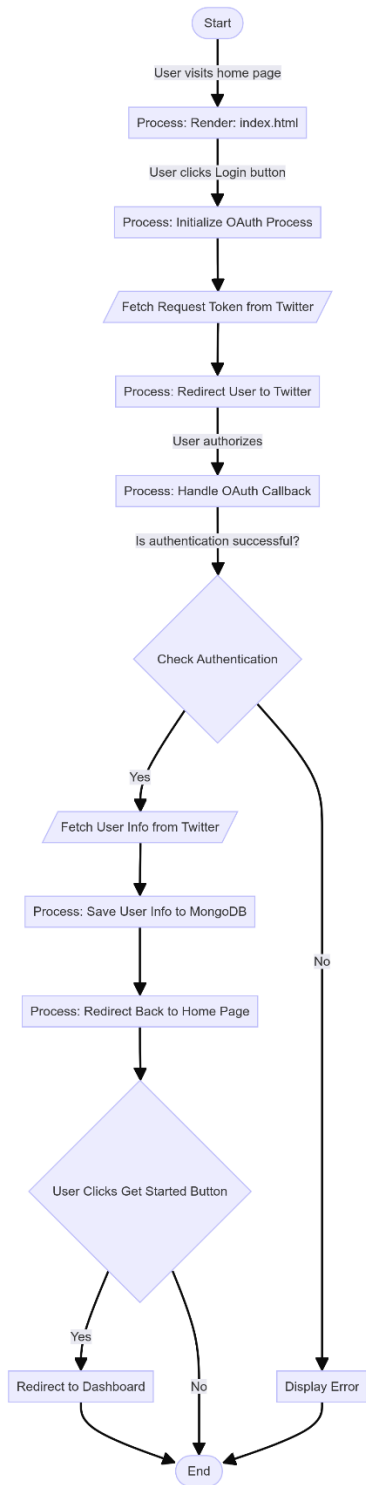 Start
User visits home page
Process: Render: index.html
User clicks Login button
Process: Initialize OAuth Process
Fetch Request Token from Twitter
Process: Redirect User to Twitter
User authorizes
Process: Handle OAuth Callback
Is authentication successful?
Check Authentication
Yes
Fetch User Info from Twitter
Process: Save User Info to MongoDB
No
Process: Redirect Back to Home Page
User Clicks Get Started Button
Yes
Redirect to Dashboard
No
Display Error
End